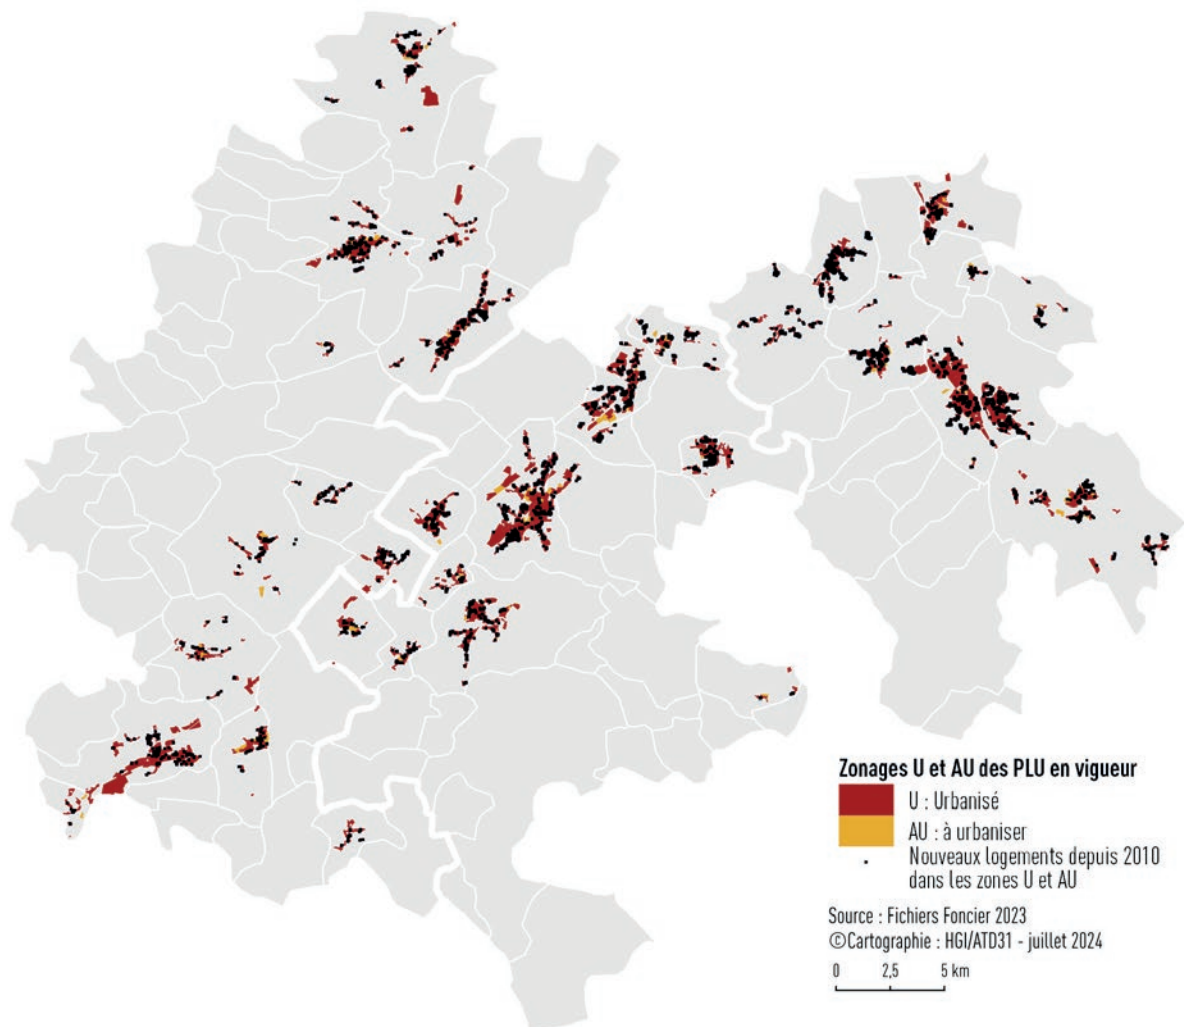 Zonages U et AU des PLU en vigueur
U : Urbanisé
AU : à urbaniser
Nouveaux logements depuis 2010
dans les zones U et AU
Source : Fichiers Foncier 2023
©Cartographie : HGI/ATD31 - juillet 2024
0 2,5 5 km